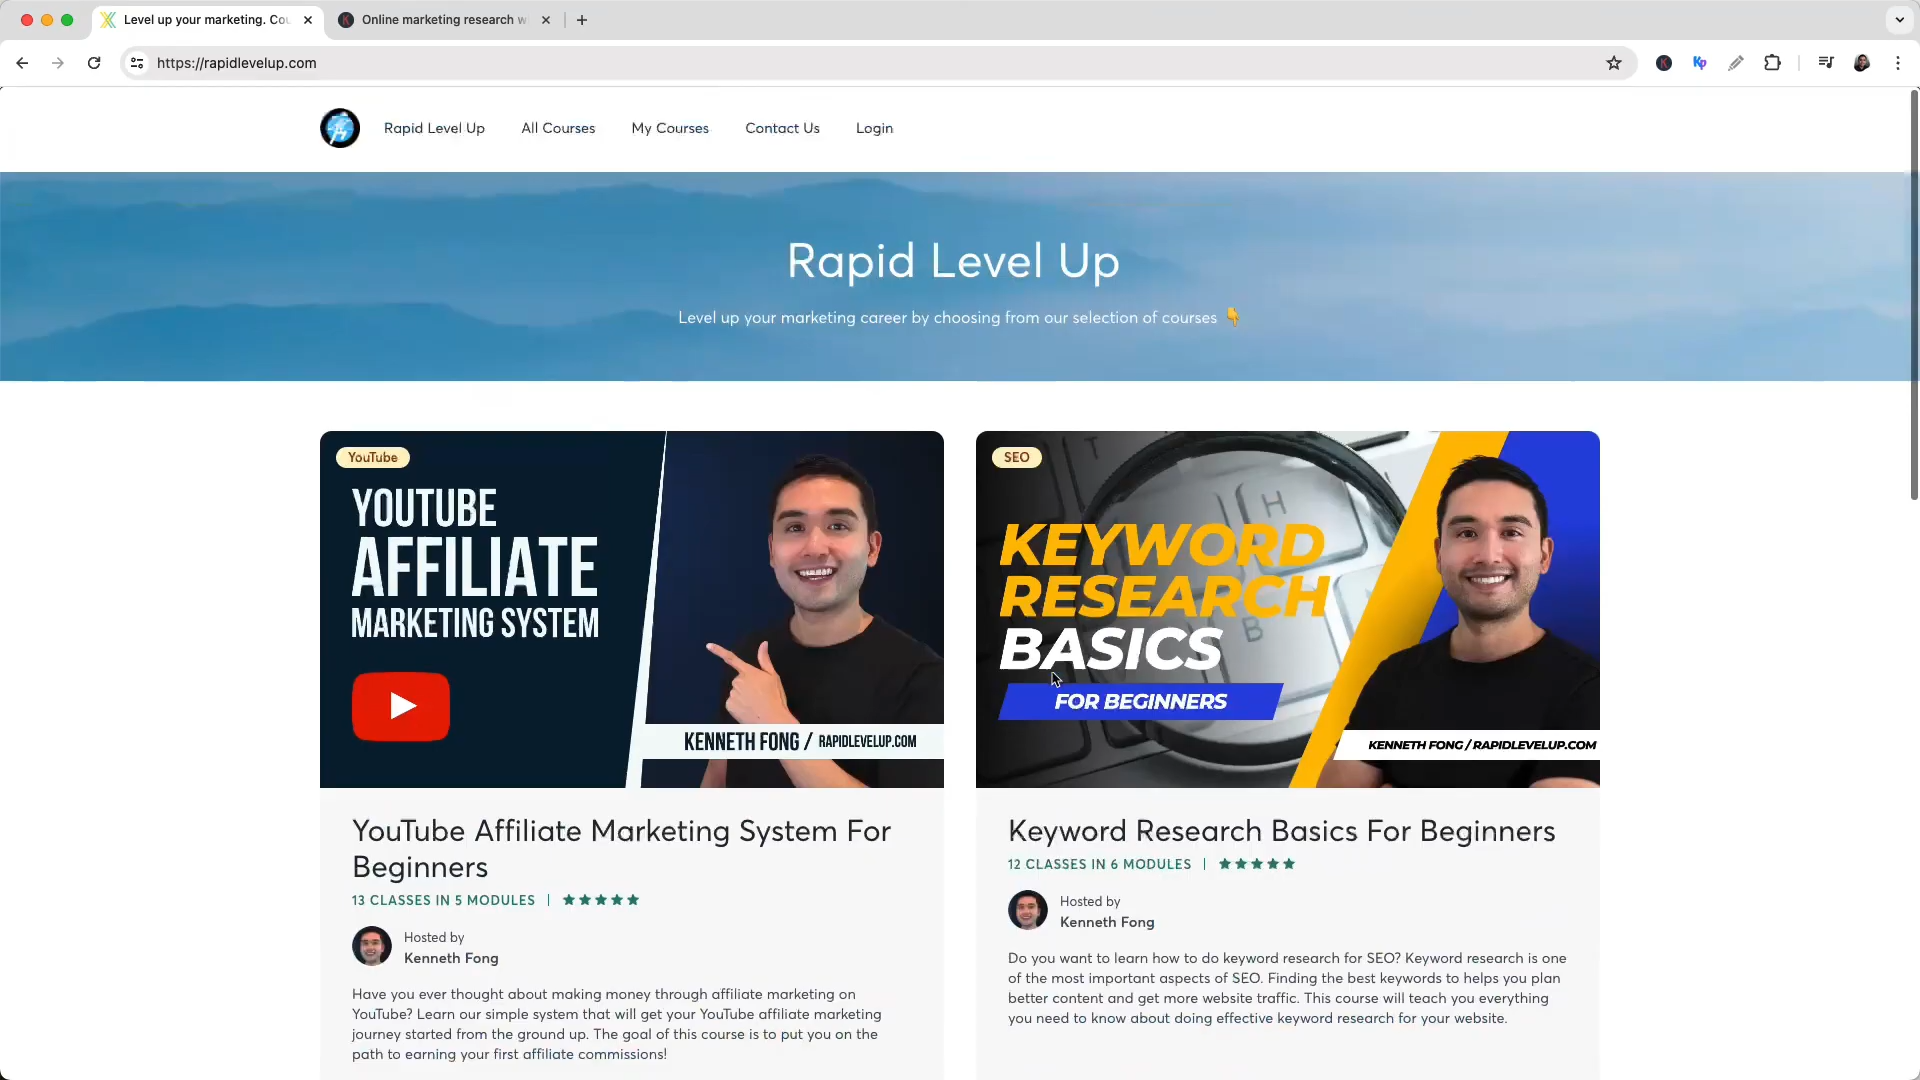 Level up your marketing. Cou
Online marketing research w
https://rapidlevelup.com
Rapid Level Up
All Courses
My Courses
Contact Us
Login
Rapid Level Up
Level up your marketing career by choosing from our selection of courses 👇
YouTube
YOUTUBE
AFFILIATE
MARKETING SYSTEM
KENNETH FONG / RAPIDLEVELUP.COM
YouTube Affiliate Marketing System For
Beginners
13 CLASSES IN 5 MODULES | ★★★★★
Hosted by
Kenneth Fong
Have you ever thought about making money through affiliate marketing on
YouTube? Learn our simple system that will get your YouTube affiliate marketing
journey started from the ground up. The goal of this course is to put you on the
path to earning your first affiliate commissions!
SEO
KEYWORD
RESEARCH
BASICS
FOR BEGINNERS
KENNETH FONG / RAPIDLEVELUP.COM
Keyword Research Basics For Beginners
12 CLASSES IN 6 MODULES | ★★★★★
Hosted by
Kenneth Fong
Do you want to learn how to do keyword research for SEO? Keyword research is one
of the most important aspects of SEO. Finding the best keywords to helps you plan
better content and get more website traffic. This course will teach you everything
you need to know about doing effective keyword research for your website.